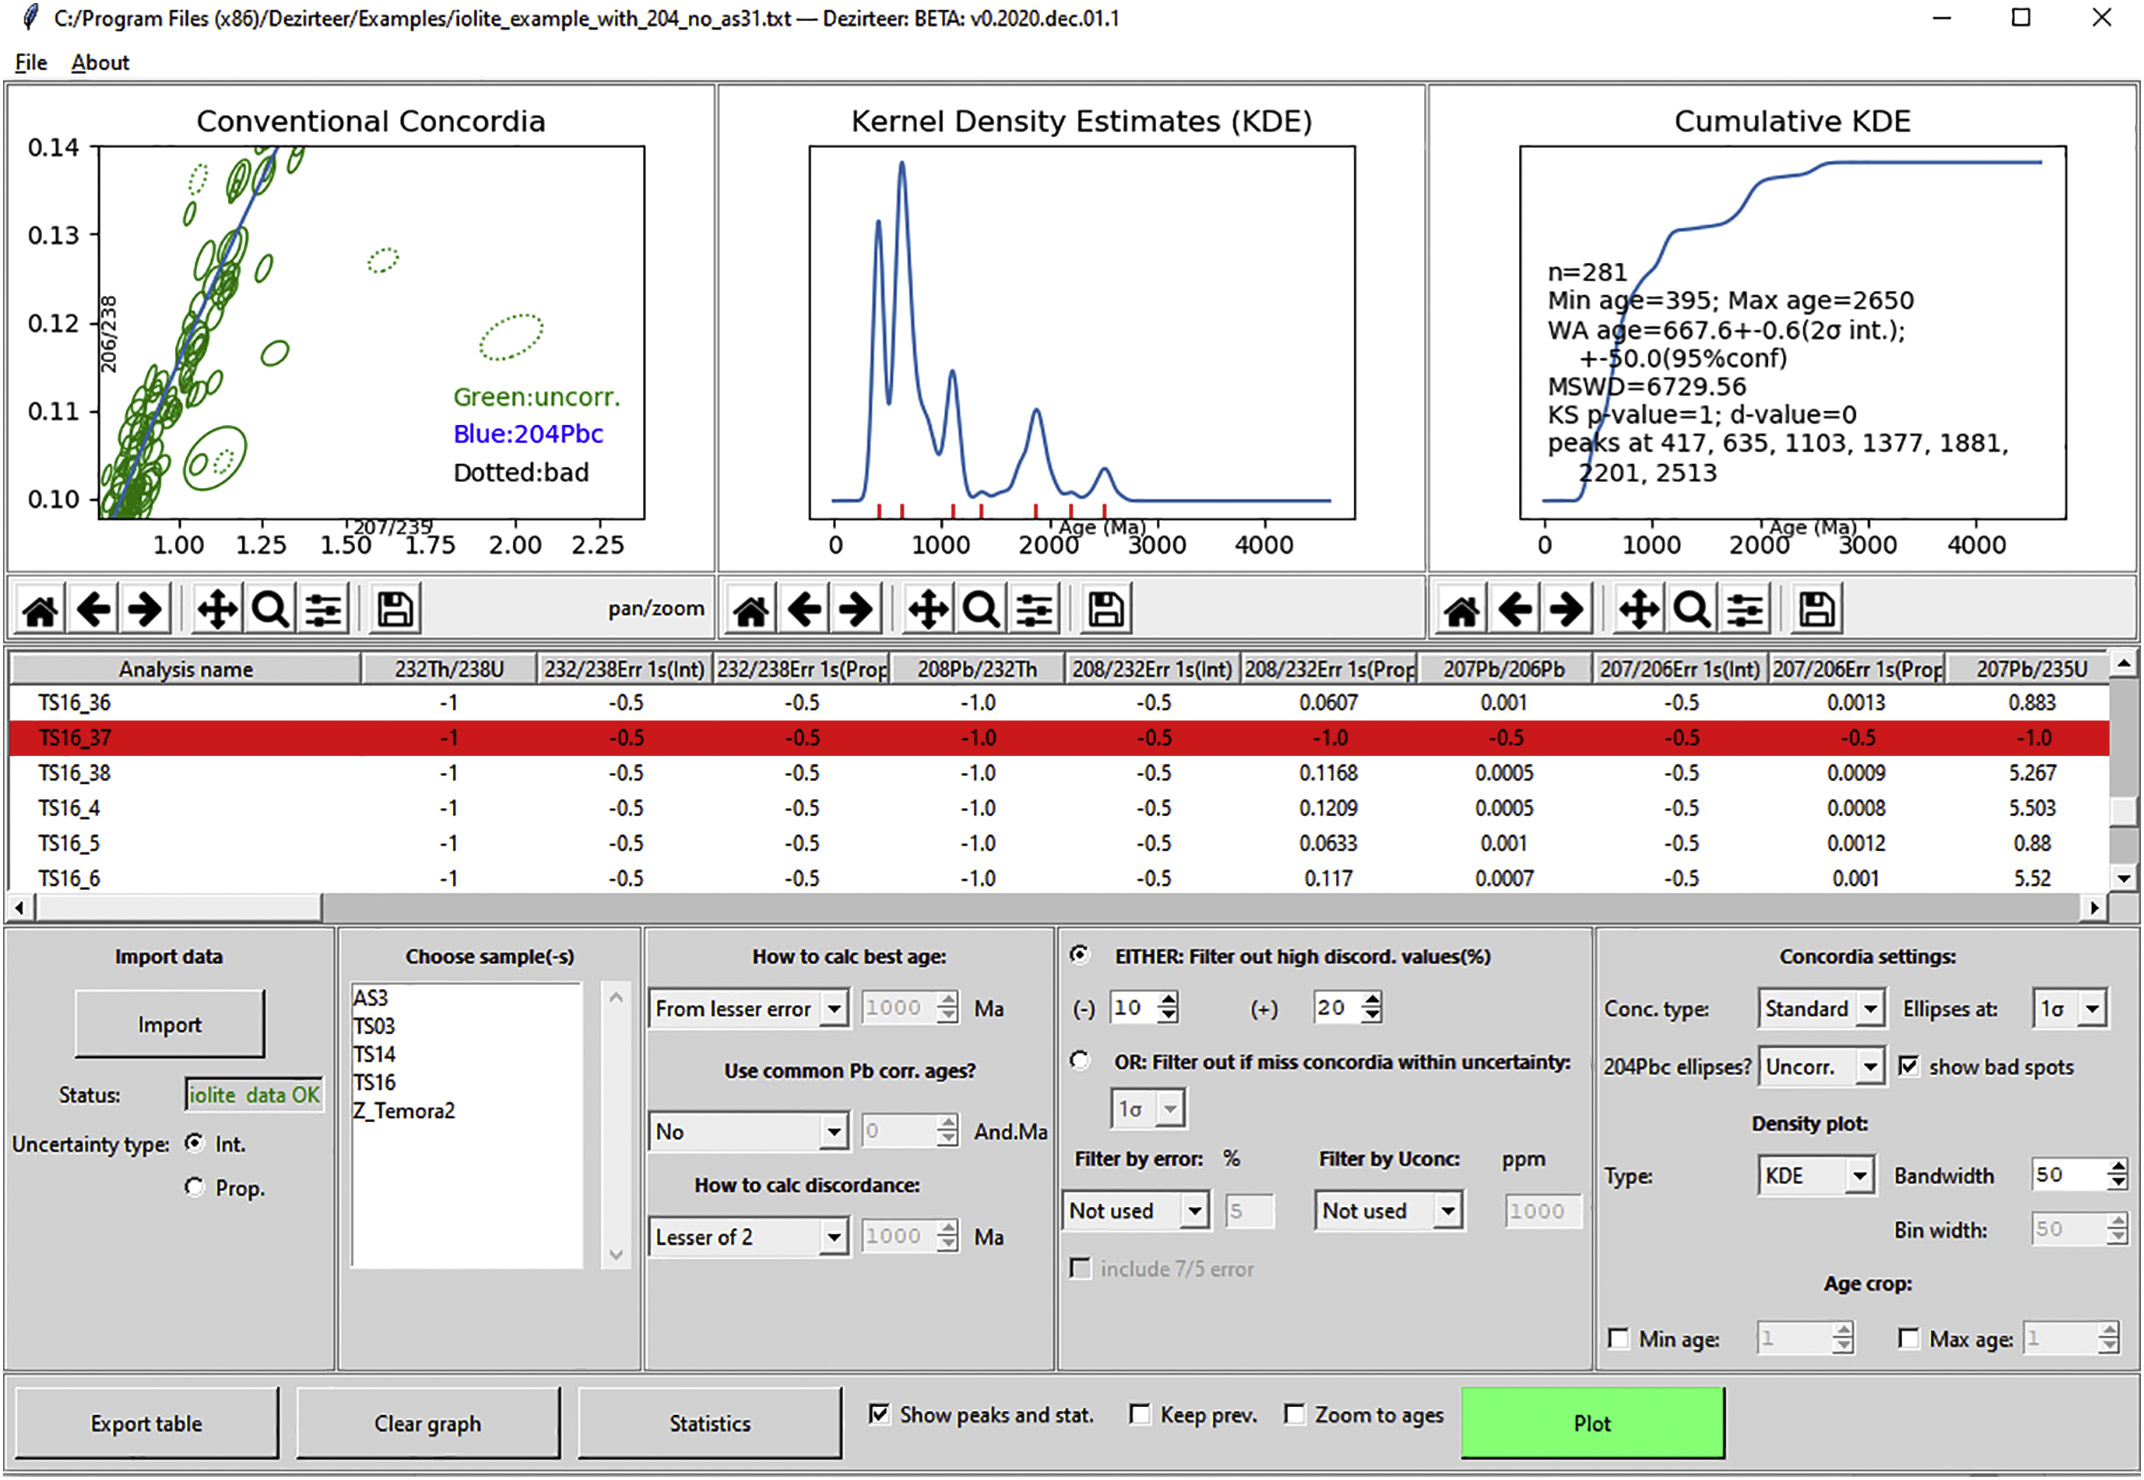 C:/Program Files (x86)/Dezirteer/Examples/iolite_example_with_204_no_as31.txt — Dezirteer: BETA: v0.2020.dec.01.1
File About
Conventional Concordia
0.14
0.13
0.12
0.11
0.10
206/238
Green:uncorr.
Blue:204Pbc
Dotted:bad
207/235
1.00 1.25 1.50 1.75 2.00 2.25
Kernel Density Estimates (KDE)
Age (Ma)
0 1000 2000 3000 4000
Cumulative KDE
n=281
Min age=395; Max age=2650
WA age=667.6+-0.6(2σ int.);
+-50.0(95%conf)
MSWD=6729.56
KS p-value=1; d-value=0
peaks at 417, 635, 1103, 1377, 1881,
2201, 2513
Age (Ma)
0 1000 2000 3000 4000
pan/zoom
Analysis name 232Th/238U 232/238Err 1s(Int) 232/238Err 1s(Prop 208Pb/232Th 208/232Err 1s(Int) 208/232Err 1s(Prop 207Pb/206Pb 207/206Err 1s(Int) 207/206Err 1s(Prop 207Pb/235U
TS16_36 -1 -0.5 -0.5 -1.0 -0.5 0.0607 0.001 -0.5 0.0013 0.883
TS16_37 -1 -0.5 -0.5 -1.0 -0.5 -1.0 -0.5 -0.5 -0.5 -1.0
TS16_38 -1 -0.5 -0.5 -1.0 -0.5 0.1168 0.0005 -0.5 0.0009 5.267
TS16_4 -1 -0.5 -0.5 -1.0 -0.5 0.1209 0.0005 -0.5 0.0008 5.503
TS16_5 -1 -0.5 -0.5 -1.0 -0.5 0.0633 0.001 -0.5 0.0012 0.88
TS16_6 -1 -0.5 -0.5 -1.0 -0.5 0.117 0.0007 -0.5 0.001 5.52
Import data
Import
Status: iolite data OK
Uncertainty type: Int.
Prop.
Choose sample(-s)
AS3
TS03
TS14
TS16
Z_Temora2
How to calc best age:
From lesser error 1000 Ma
Use common Pb corr. ages?
No 0 And.Ma
How to calc discordance:
Lesser of 2 1000 Ma
EITHER: Filter out high discord. values(%)
(-) 10 (+) 20
OR: Filter out if miss concordia within uncertainty:
1σ
Filter by error: % Filter by Uconc: ppm
Not used 5 Not used 1000
include 7/5 error
Concordia settings:
Conc. type: Standard Ellipses at: 1σ
204Pbc ellipses? Uncorr. show bad spots
Density plot:
Type: KDE Bandwidth 50
Bin width: 50
Age crop:
Min age: 1 Max age: 1
Export table Clear graph Statistics Show peaks and stat. Keep prev. Zoom to ages Plot